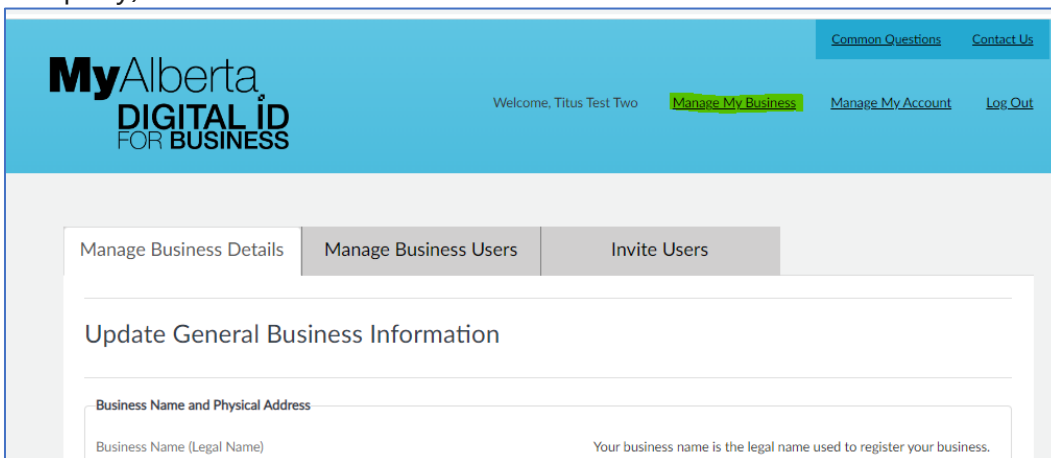 Common Questions Contact Us
MyAlberta
DIGITAL ID
FOR BUSINESS
Welcome, Titus Test Two Manage My Business Manage My Account Log Out
Manage Business Details Manage Business Users Invite Users
Update General Business Information
Business Name and Physical Address
Business Name (Legal Name) Your business name is the legal name used to register your business.